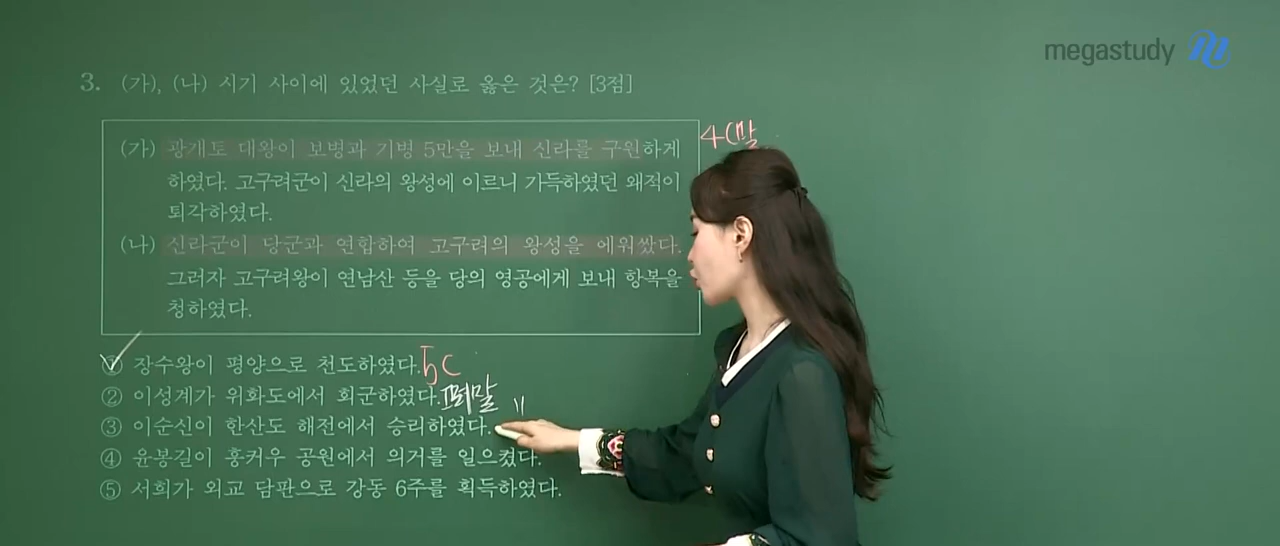 megastudy
3. (가), (나) 시기 사이에 있었던 사실로 옳은 것은? [3점]
4C말
(가) 광개토 대왕이 보병과 기병 5만을 보내 신라를 구원하게
하였다. 고구려군이 신라의 왕성에 이르니 가득하였던 왜적이
퇴각하였다.
(나) 신라군이 당군과 연합하여 고구려의 왕성을 에워쌌다.
그러자 고구려왕이 연남산 등을 당의 영공에게 보내 항복을
청하였다.
① 장수왕이 평양으로 천도하였다. 5C
② 이성계가 위화도에서 회군하였다.
③ 이순신이 한산도 해전에서 승리하였다.
④ 윤봉길이 훙커우 공원에서 의거를 일으켰다.
⑤ 서희가 외교 담판으로 강동 6주를 획득하였다.